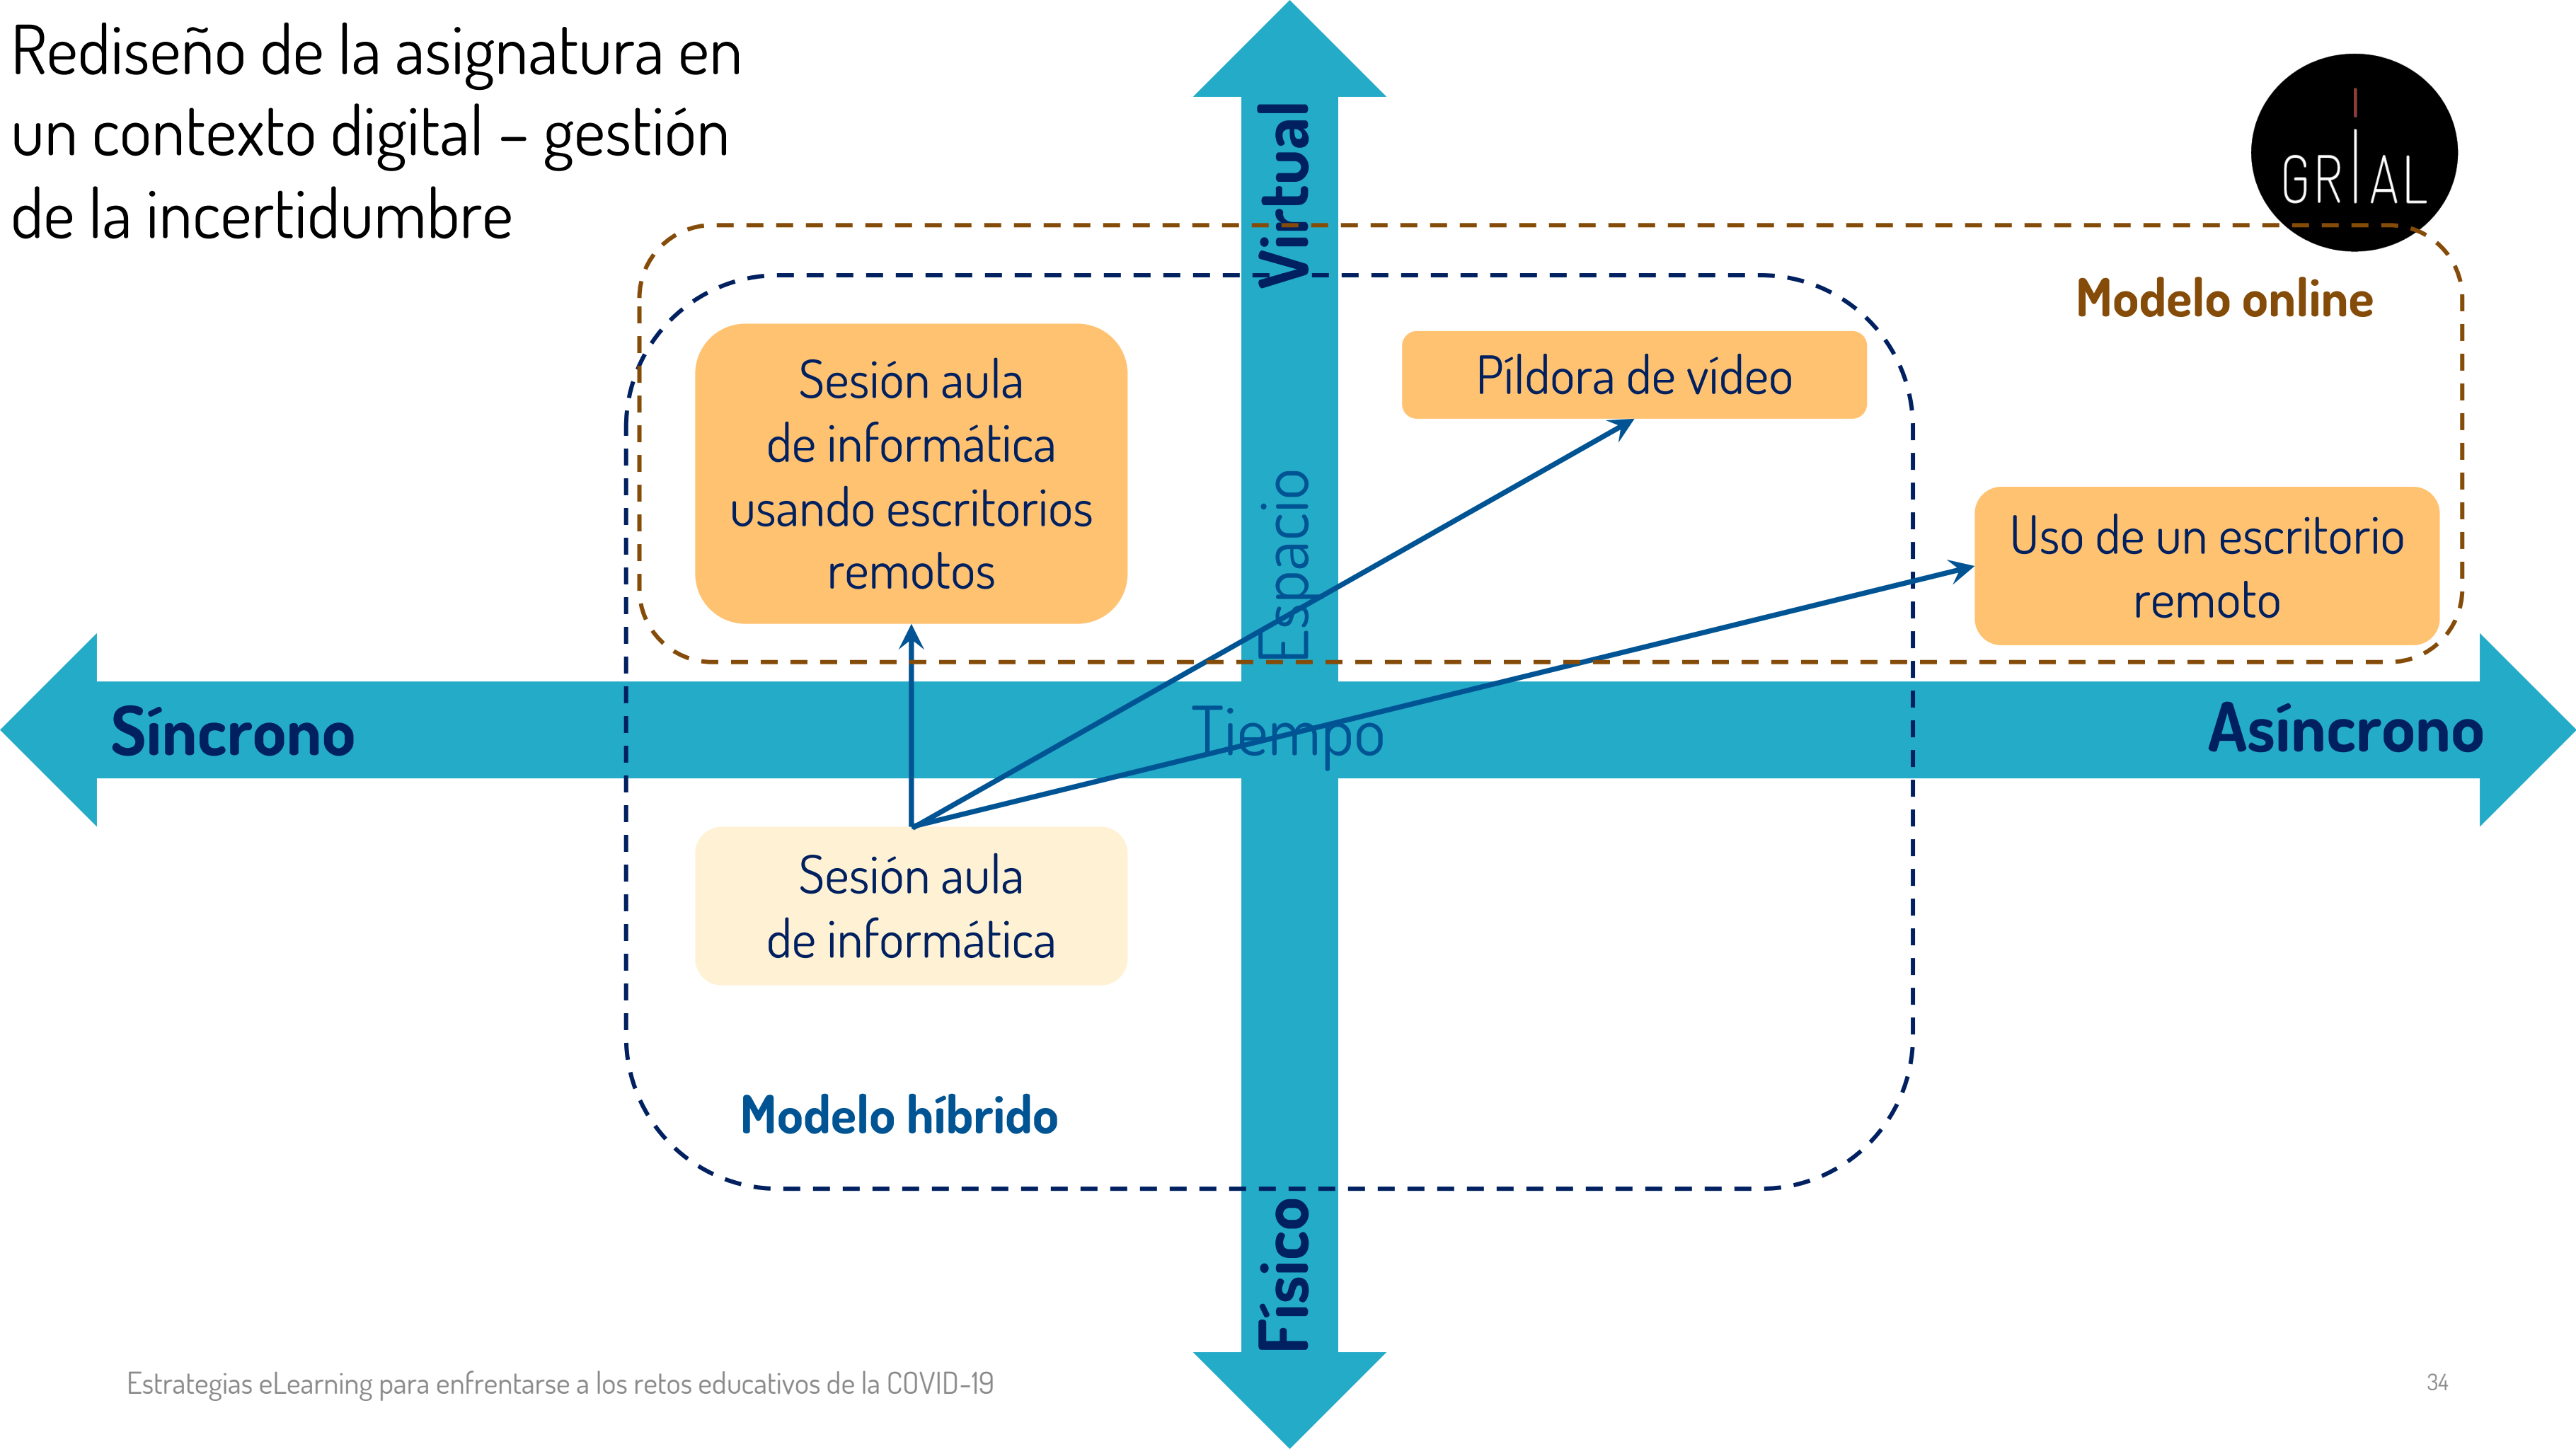 Rediseño de la asignatura en
un contexto digital – gestión
de la incertidumbre
GRIAL
Virtual
Modelo online
Sesión aula
de informática
usando escritorios
remotos
Píldora de vídeo
Espacio
Uso de un escritorio
remoto
Síncrono
Tiempo
Asíncrono
Sesión aula
de informática
Modelo híbrido
Físico
Estrategias eLearning para enfrentarse a los retos educativos de la COVID-19
34